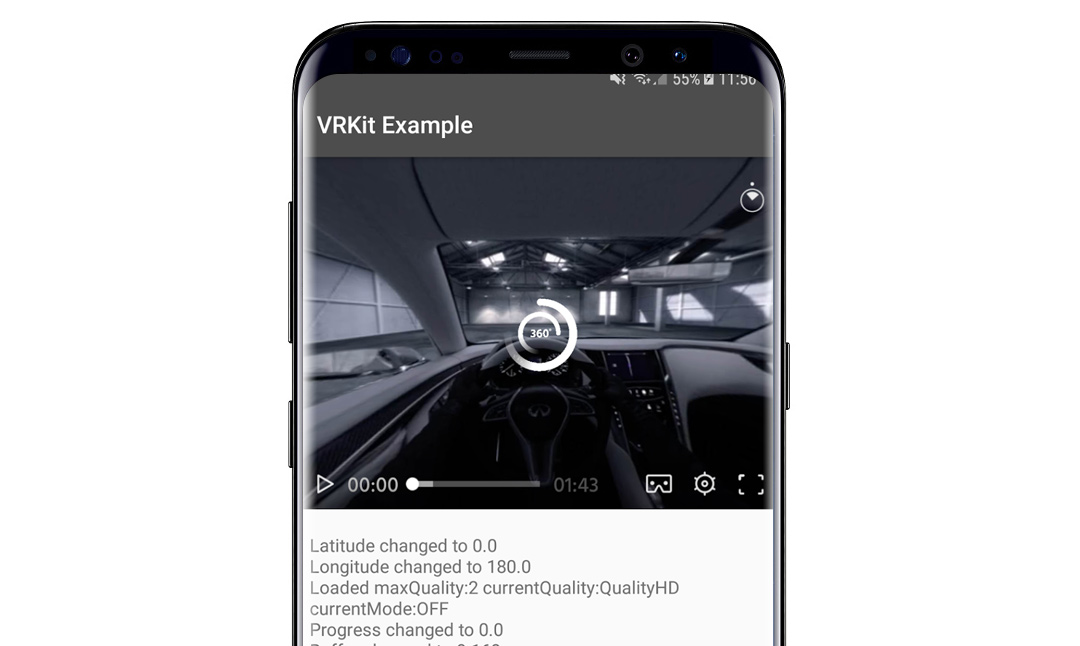 55% 11:56
VRKit Example
360°
00:00 01:43
Latitude changed to 0.0
Longitude changed to 180.0
Loaded maxQuality:2 currentQuality:QualityHD
currentMode:OFF
Progress changed to 0.0